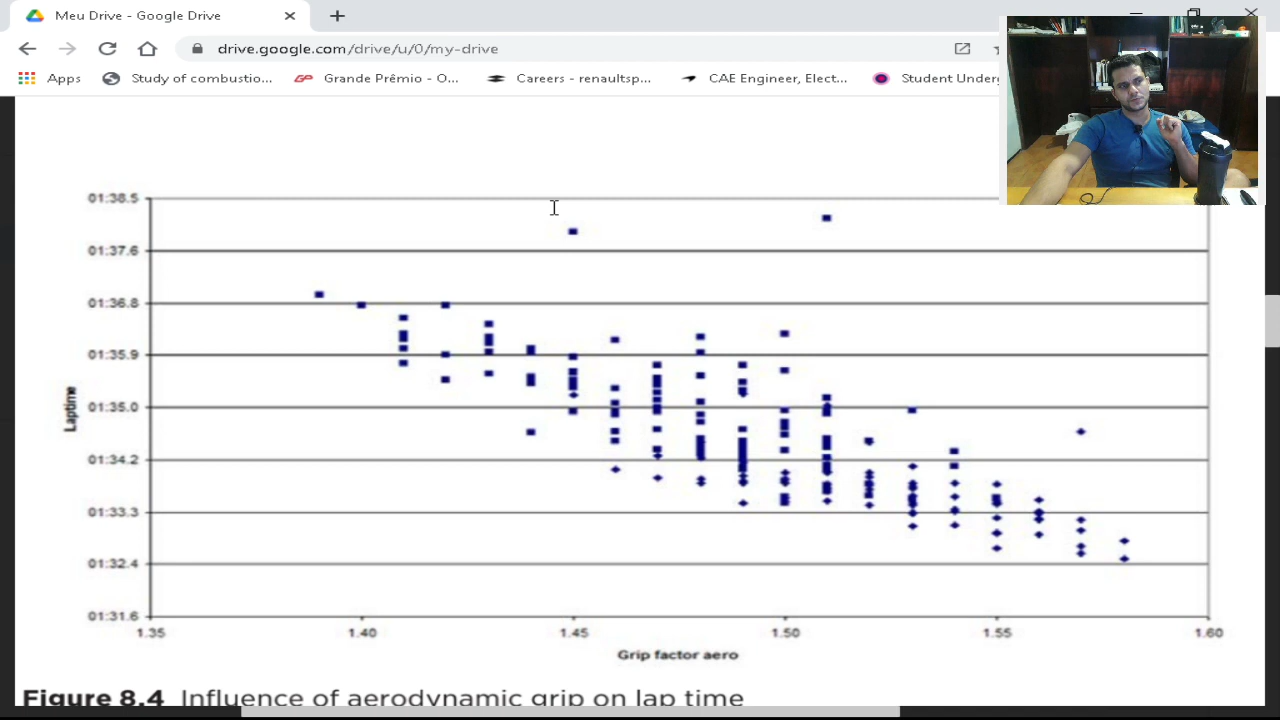 Meu Drive - Google Drive
drive.google.com/drive/u/0/my-drive
Apps
Study of combustio...
Grande Prêmio - O...
Careers - renaultsp...
CAE Engineer, Elect...
Student Underg
01:38.5
01:37.6
01:36.8
01:35.9
01:35.0
01:34.2
01:33.3
01:32.4
01:31.6
Laptime
1.35 1.40 1.45 1.50 1.55 1.60
Grip factor aero
Figure 8.4 Influence of aerodynamic grip on lap time